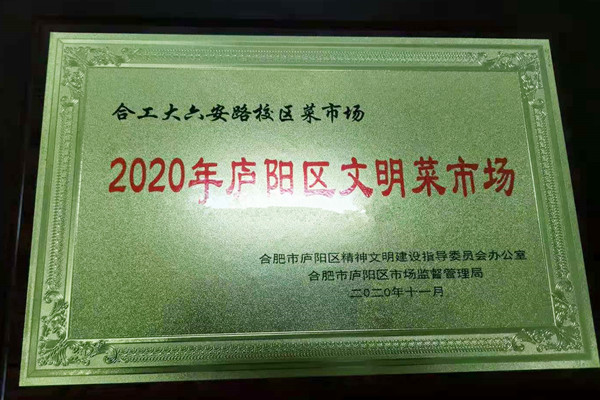 合工大六安路校区菜市场
2020年庐阳区文明菜市场
合肥市庐阳区精神文明建设指导委员会办公室
合肥市庐阳区市场监督管理局
二0二0年十一月